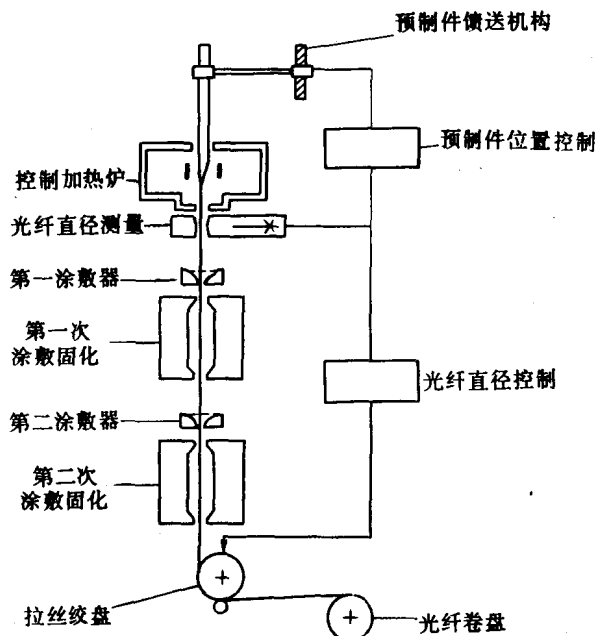 预制件馈送机构
预制件位置控制
控制加热炉
光纤直径测量
第一涂敷器
第一次
涂敷固化
光纤直径控制
第二涂敷器
第二次
涂敷固化
拉丝绞盘
光纤卷盘